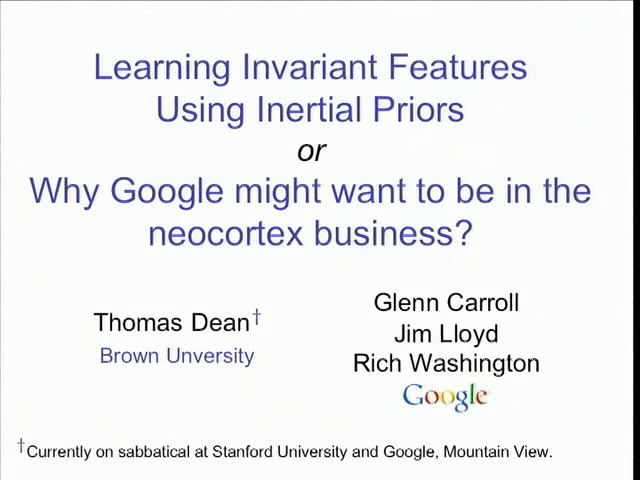 Learning Invariant Features
Using Inertial Priors
or
Why Google might want to be in the
neocortex business?
Thomas Dean†
Brown Unversity
Glenn Carroll
Jim Lloyd
Rich Washington
Google
†Currently on sabbatical at Stanford University and Google, Mountain View.